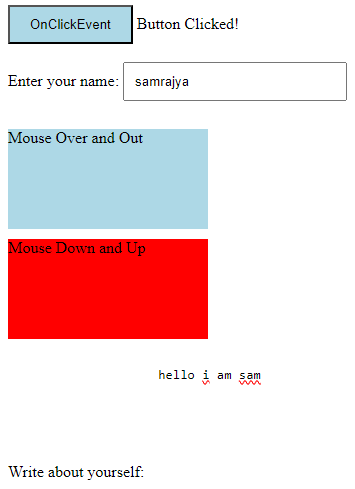 OnClickEvent Button Clicked!
Enter your name: samrajya
Mouse Over and Out
Mouse Down and Up
hello i am sam
Write about yourself: